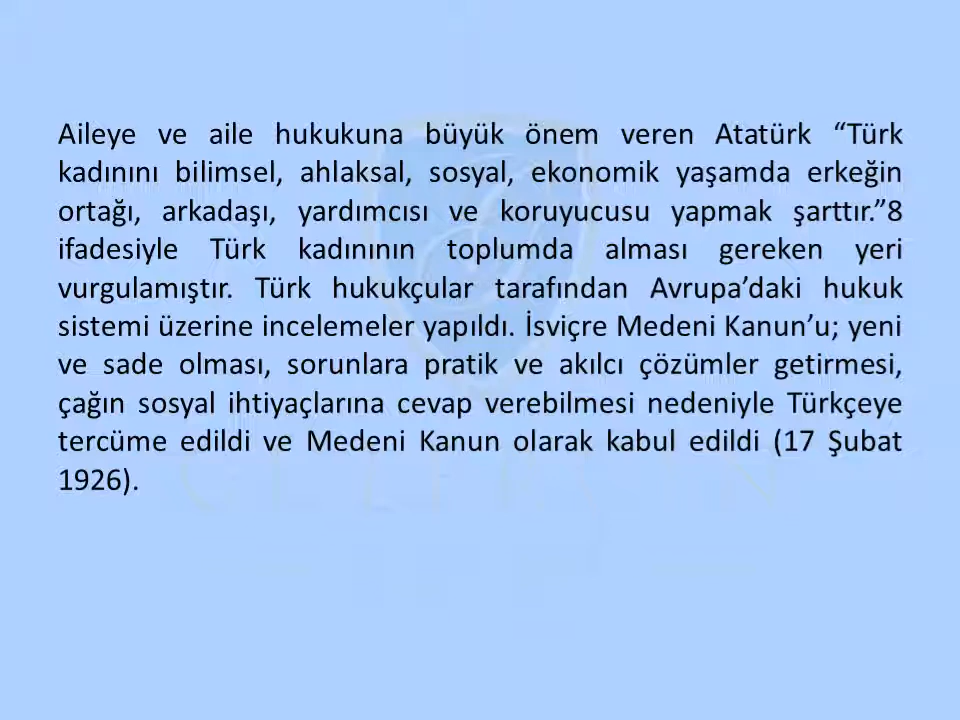 Aileye ve aile hukukuna büyük önem veren Atatürk “Türk
kadınını bilimsel, ahlaksal, sosyal, ekonomik yaşamda erkeğin
ortağı, arkadaşı, yardımcısı ve koruyucusu yapmak şarttır.”8
ifadesiyle Türk kadınının toplumda alması gereken yeri
vurgulamıştır. Türk hukukçular tarafından Avrupa’daki hukuk
sistemi üzerine incelemeler yapıldı. İsviçre Medeni Kanun’u; yeni
ve sade olması, sorunlara pratik ve akılcı çözümler getirmesi,
çağın sosyal ihtiyaçlarına cevap verebilmesi nedeniyle Türkçeye
tercüme edildi ve Medeni Kanun olarak kabul edildi (17 Şubat
1926).